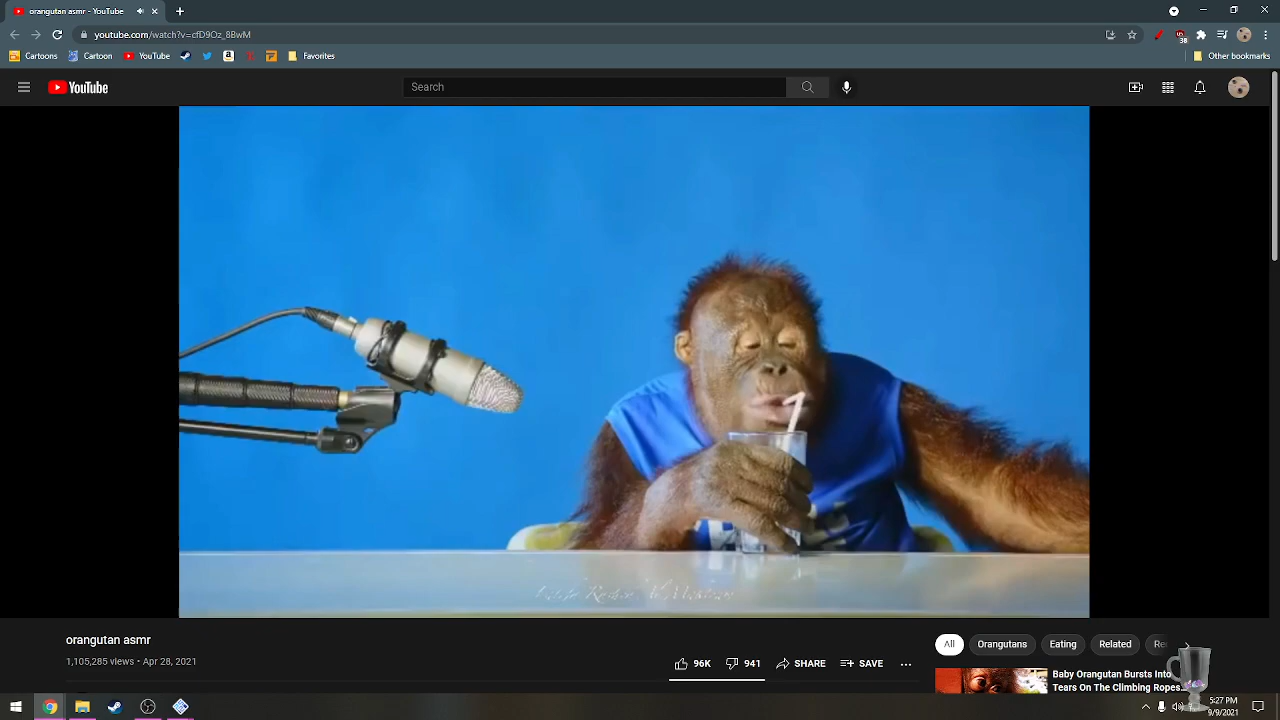 orangutan asmr - YouTube
youtube.com/watch?v=cfD9Oz_8BwM
38
Cartoons
Cartoon
YouTube
Favorites
Other bookmarks
YouTube
Search
orangutan asmr
1,105,285 views • Apr 28, 2021
96K
941
SHARE
SAVE
All
Orangutans
Eating
Related
Baby Orangutan Bursts Into
Tears On The Climbing Ropes
5:27 PM
9/9/2021